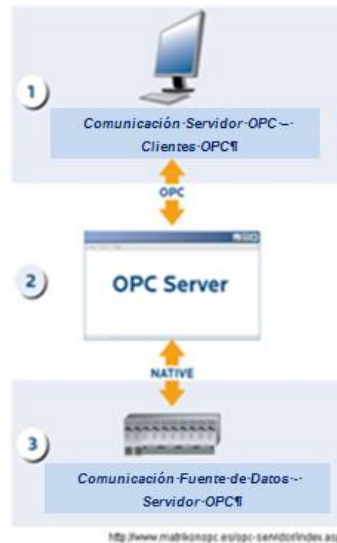 1
Comunicación·Servidor·OPC·–·
Clientes·OPC¶
OPC
2
OPC Server
NATIVE
3
Comunicación·Fuente·de·Datos·-·
Servidor·OPC¶
http://www.matrikonopc.es/opc-servidor/index.as